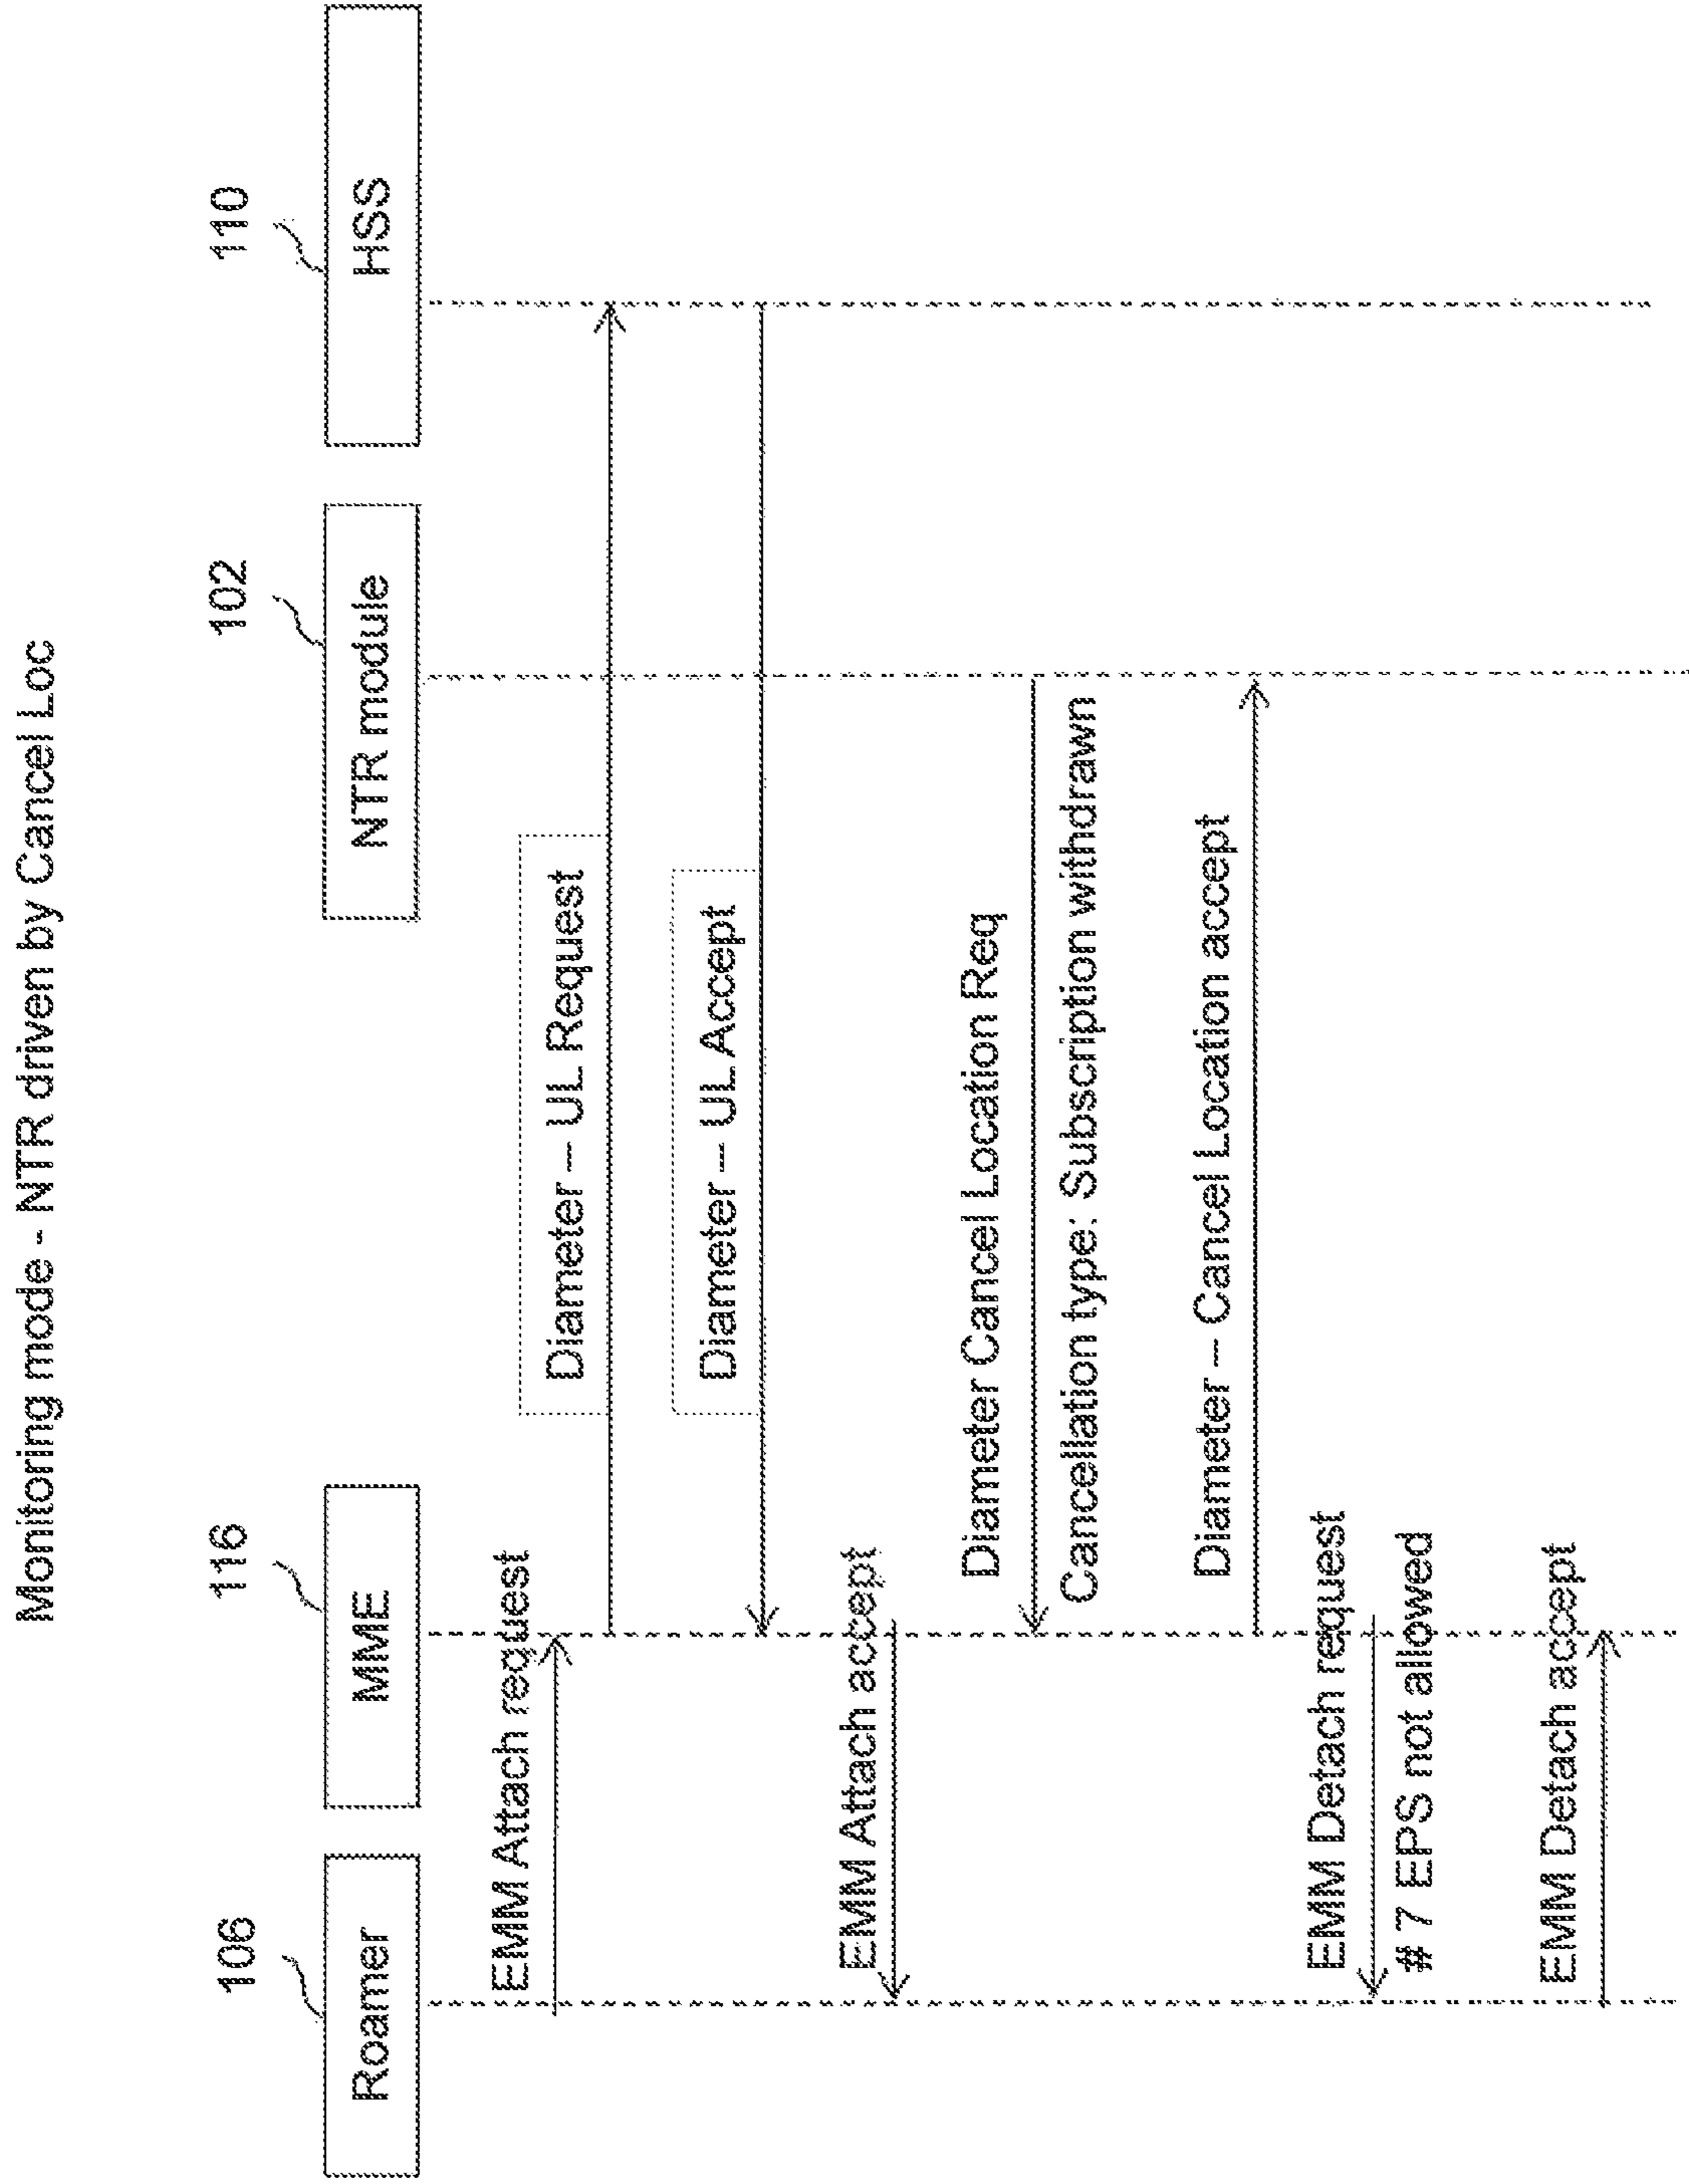 Monitoring mode - NTR driven by Cancel Loc
106
116
102
110
Roamer
MME
NTR module
HSS
EMM Attach request
Diameter – UL Request
Diameter – UL Accept
EMM Attach accept
Diameter Cancel Location Req
Cancellation type: Subscription withdrawn
Diameter – Cancel Location accept
EMM Detach request
# 7 EPS not allowed
EMM Detach accept